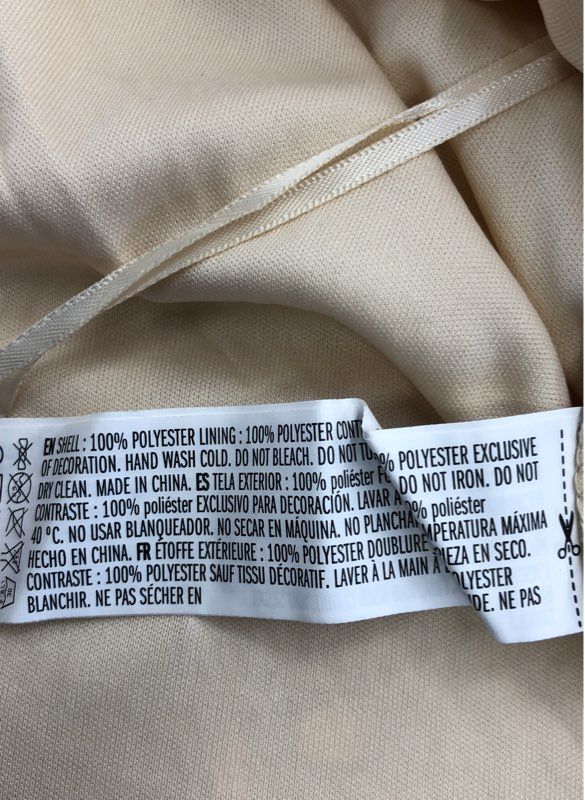 EN SHELL : 100% POLYESTER LINING : 100% POLYESTER CONT % POLYESTER EXCLUSIVE
OF DECORATION. HAND WASH COLD. DO NOT BLEACH. DO NOT TU DO NOT IRON. DO NOT
DRY CLEAN. MADE IN CHINA. ES TELA EXTERIOR : 100% poliéster % poliéster
CONTRASTE : 100% poliéster EXCLUSIVO PARA DECORACIÓN. LAVAR A MPERATURA MÁXIMA
40 ºC. NO USAR BLANQUEADOR. NO SECAR EN MÁQUINA. NO PLANCHA EZA EN SECO.
HECHO EN CHINA. FR ÉTOFFE EXTÉRIEURE : 100% POLYESTER DOUBLURE OLYESTER
CONTRASTE : 100% POLYESTER SAUF TISSU DÉCORATIF. LAVER À LA MAIN À DE. NE PAS
BLANCHIR. NE PAS SÉCHER EN